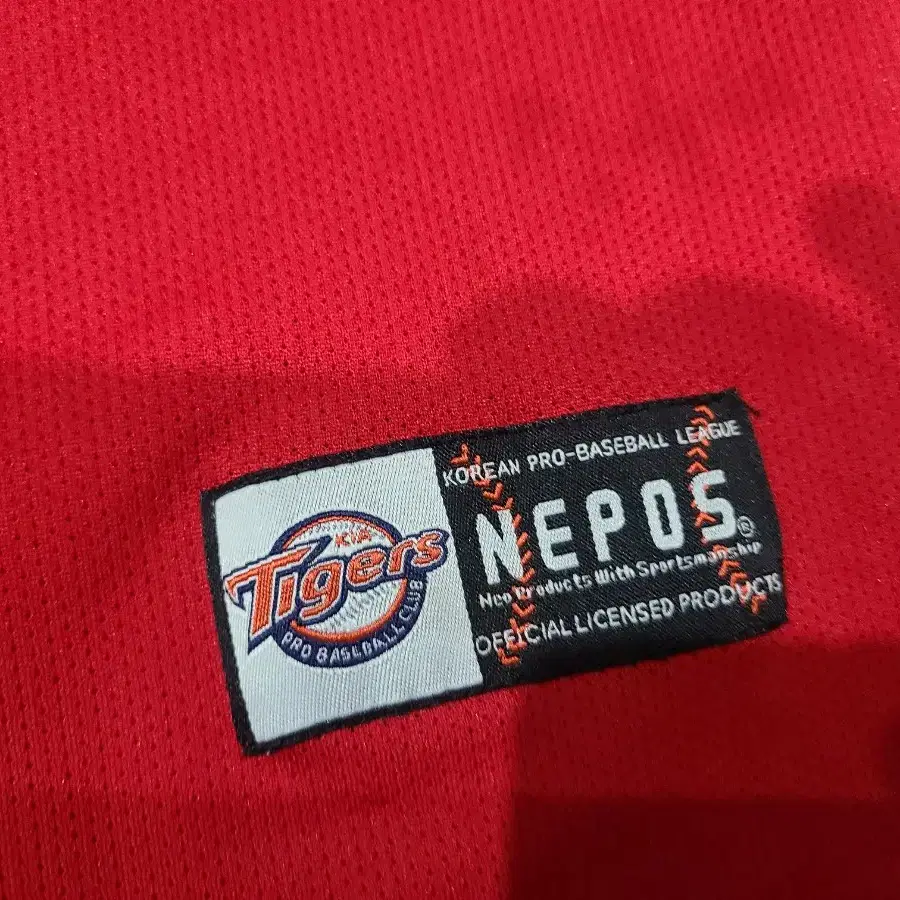 KIA
Tigers
PRO BASEBALL CLUB
KOREAN PRO-BASEBALL LEAGUE
NEPOS®
Neo Products With Sportsmanship
OFFICIAL LICENSED PRODUCTS